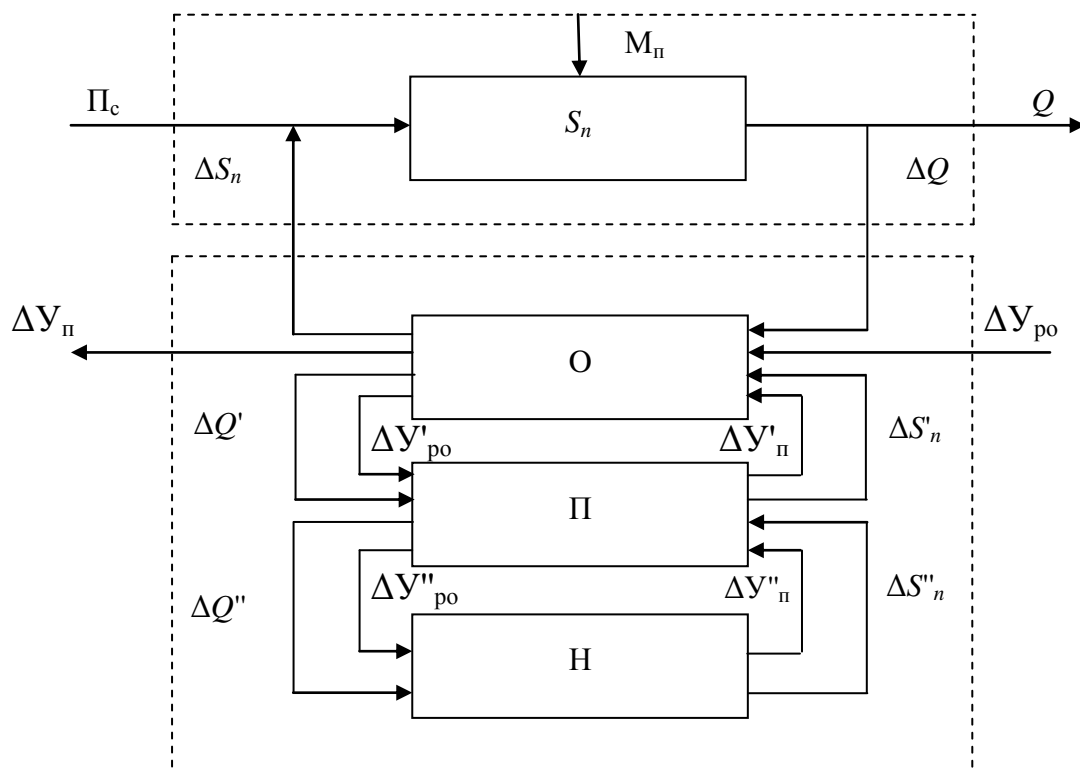 Мп
Пс
Sn
Q
ΔSn
ΔQ
ΔУп
О
ΔУро
ΔQ'
ΔУ'ро
ΔУ'п
ΔS'n
П
ΔQ"
ΔУ"ро
ΔУ"п
ΔS"n
Н